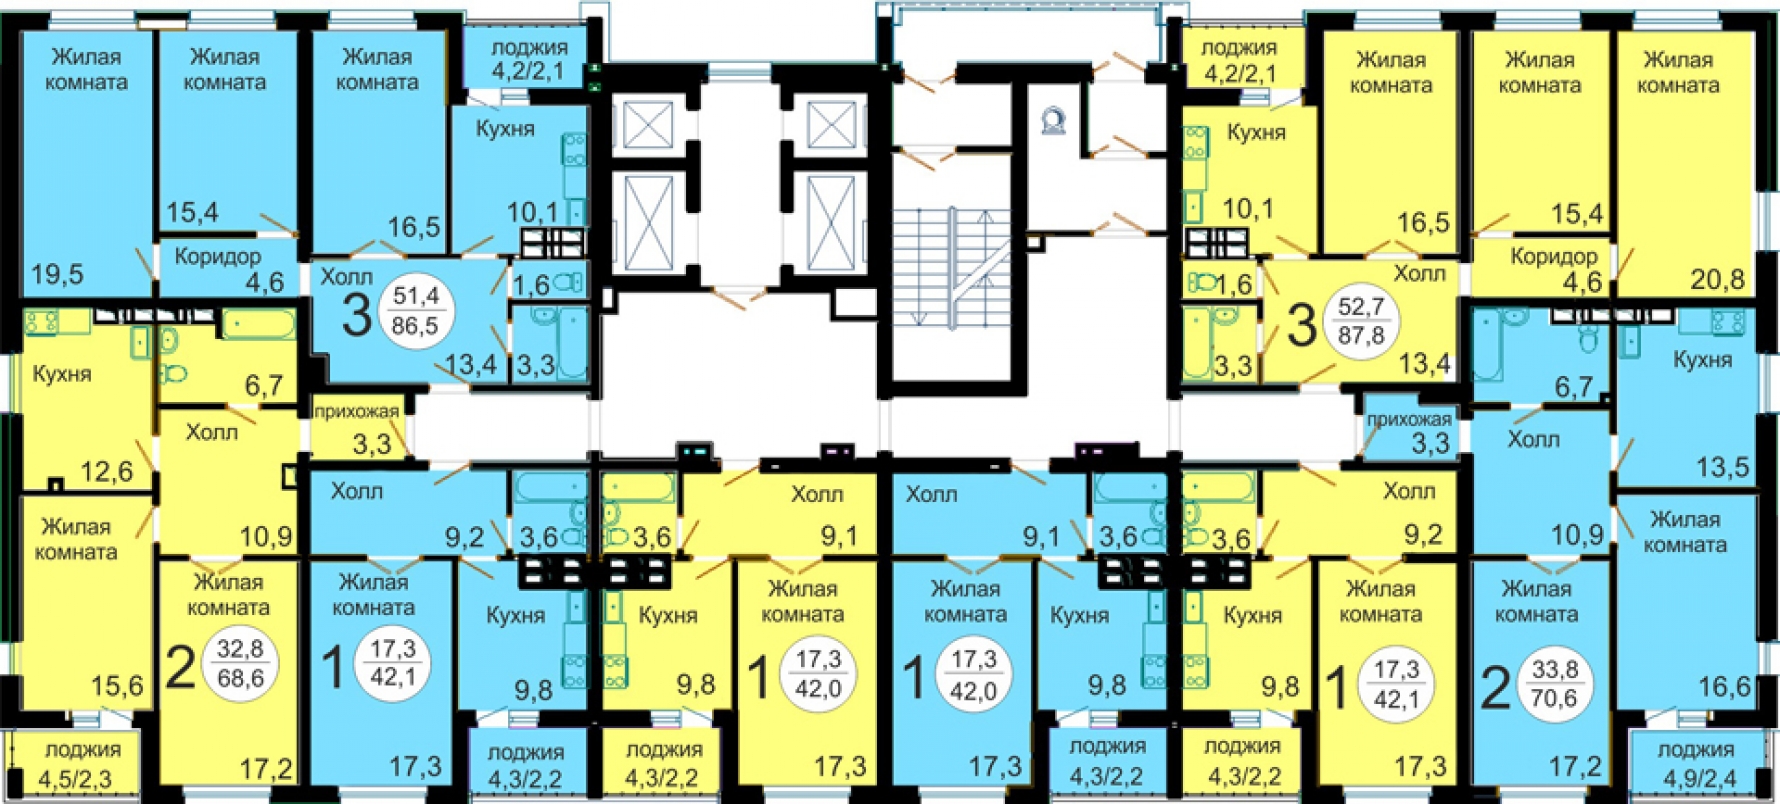 Жилая
комната
19,5
Жилая
комната
15,4
Коридор
4,6
Жилая
комната
16,5
лоджия
4,2/2,1
Кухня
10,1
Холл
3
51,4
86,5
13,4
1,6
3,3
лоджия
4,2/2,1
Кухня
10,1
Жилая
комната
16,5
Жилая
комната
15,4
Жилая
комната
20,8
Коридор
4,6
1,6
3,3
Холл
3
52,7
87,8
13,4
Кухня
12,6
6,7
Холл
10,9
прихожая
3,3
Жилая
комната
15,6
Жилая
комната
2
32,8
68,6
17,2
лоджия
4,5/2,3
Холл
9,2
3,6
Жилая
комната
1
17,3
42,1
17,3
Кухня
9,8
лоджия
4,3/2,2
3,6
Холл
9,1
Кухня
9,8
Жилая
комната
1
17,3
42,0
17,3
лоджия
4,3/2,2
Холл
9,1
3,6
Жилая
комната
1
17,3
42,0
17,3
Кухня
9,8
лоджия
4,3/2,2
3,6
Холл
9,2
Кухня
9,8
Жилая
комната
1
17,3
42,1
17,3
лоджия
4,3/2,2
6,7
Кухня
13,5
прихожая
3,3
Холл
10,9
Жилая
комната
2
33,8
70,6
17,2
Жилая
комната
16,6
лоджия
4,9/2,4